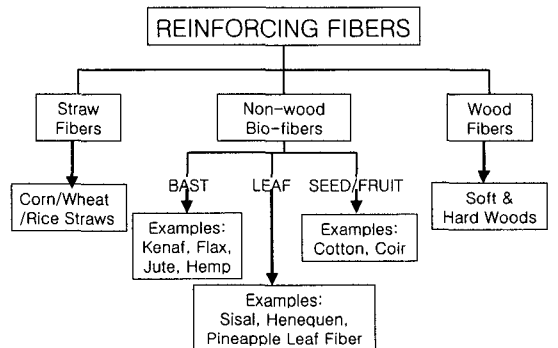 REINFORCING FIBERS
Straw
Fibers
Non-wood
Bio-fibers
Wood
Fibers
BAST
LEAF
SEED/FRUIT
Corn/Wheat
/Rice Straws
Examples:
Kenaf, Flax,
Jute, Hemp
Examples:
Cotton, Coir
Soft &
Hard Woods
Examples:
Sisal, Henequen,
Pineapple Leaf Fiber